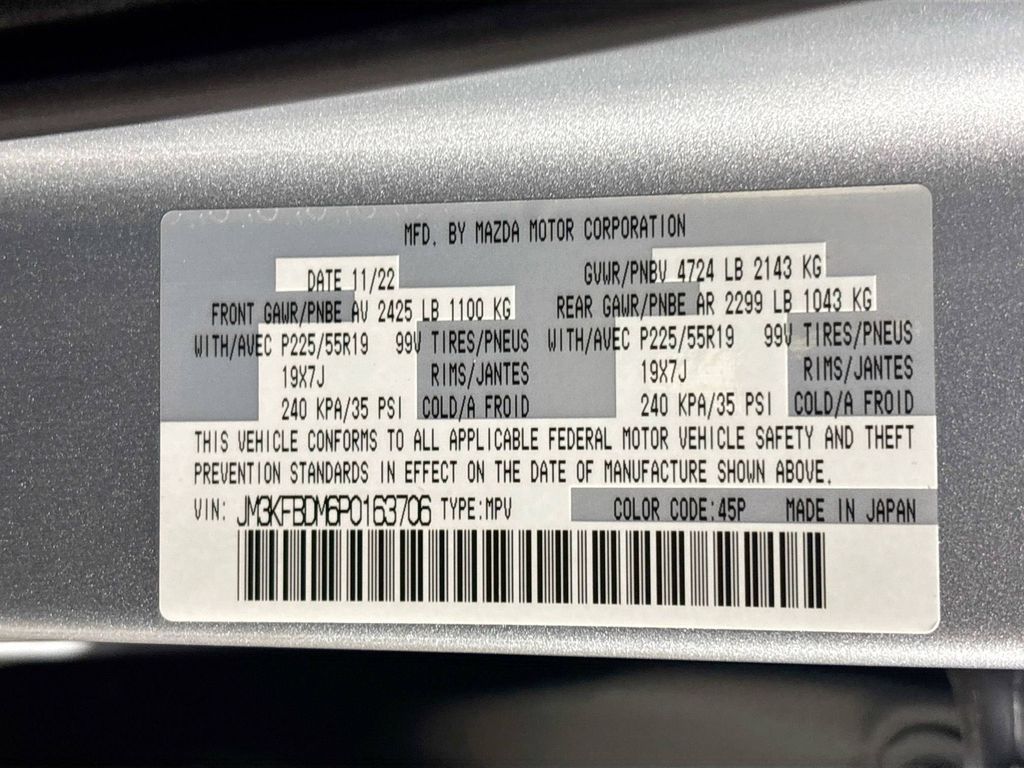 MFD. BY MAZDA MOTOR CORPORATION
DATE 11/22 GVWR/PNBV 4724 LB 2143 KG
FRONT GAWR/PNBE AV 2425 LB 1100 KG REAR GAWR/PNBE AR 2299 LB 1043 KG
WITH/AVEC P225/55R19 99V TIRES/PNEUS WITH/AVEC P225/55R19 99V TIRES/PNEUS
19X7J RIMS/JANTES 19X7J RIMS/JANTES
240 KPA/35 PSI COLD/A FROID 240 KPA/35 PSI COLD/A FROID
THIS VEHICLE CONFORMS TO ALL APPLICABLE FEDERAL MOTOR VEHICLE SAFETY AND THEFT
PREVENTION STANDARDS IN EFFECT ON THE DATE OF MANUFACTURE SHOWN ABOVE.
VIN: JM3KFBDM6P0163706 TYPE:MPV COLOR CODE:45P MADE IN JAPAN